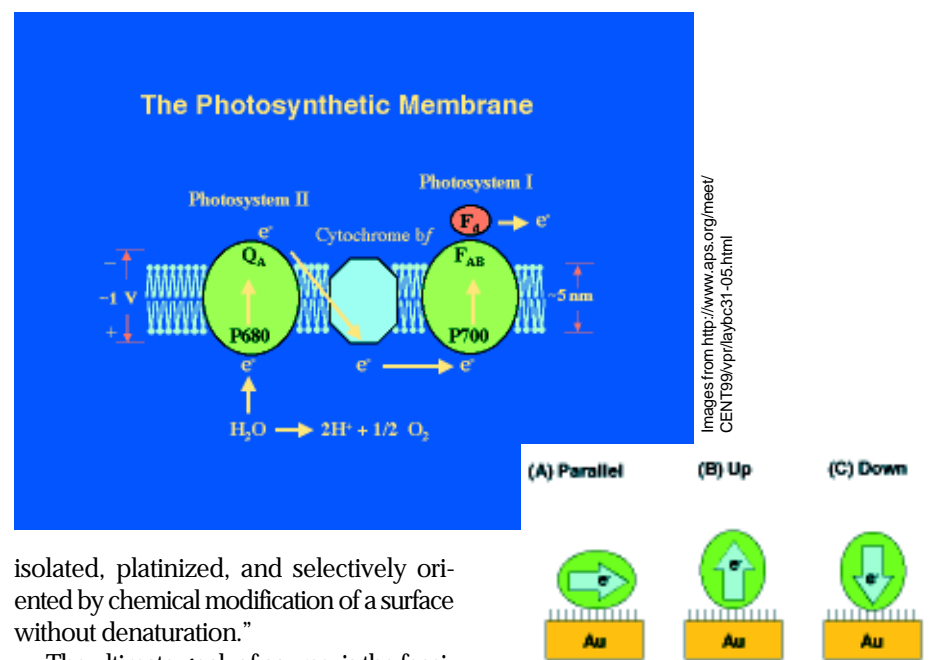 The Photosynthetic Membrane
Photosystem I
Photosystem II
Fd → e-
e-
Cytochrome bf
QA
FAB
−
~1 V
+
~5 nm
P680
P700
e-
e- → e-
H2O → 2H+ + 1/2 O2
Images from http://www.aps.org/meet/
CENT99/vpr/laybc31-05.html
(A) Parallel
(B) Up
(C) Down
e-
e-
e-
Au
Au
Au
isolated, platinized, and selectively ori-
ented by chemical modification of a surface
without denaturation.”